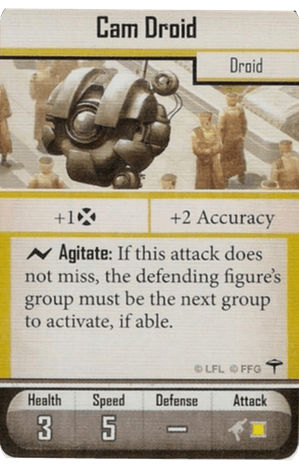 Cam Droid
Droid
+1
+2 Accuracy
Agitate: If this attack does
not miss, the defending figure's
group must be the next group
to activate, if able.
© LFL © FFG
Health Speed Defense Attack
3 5 –